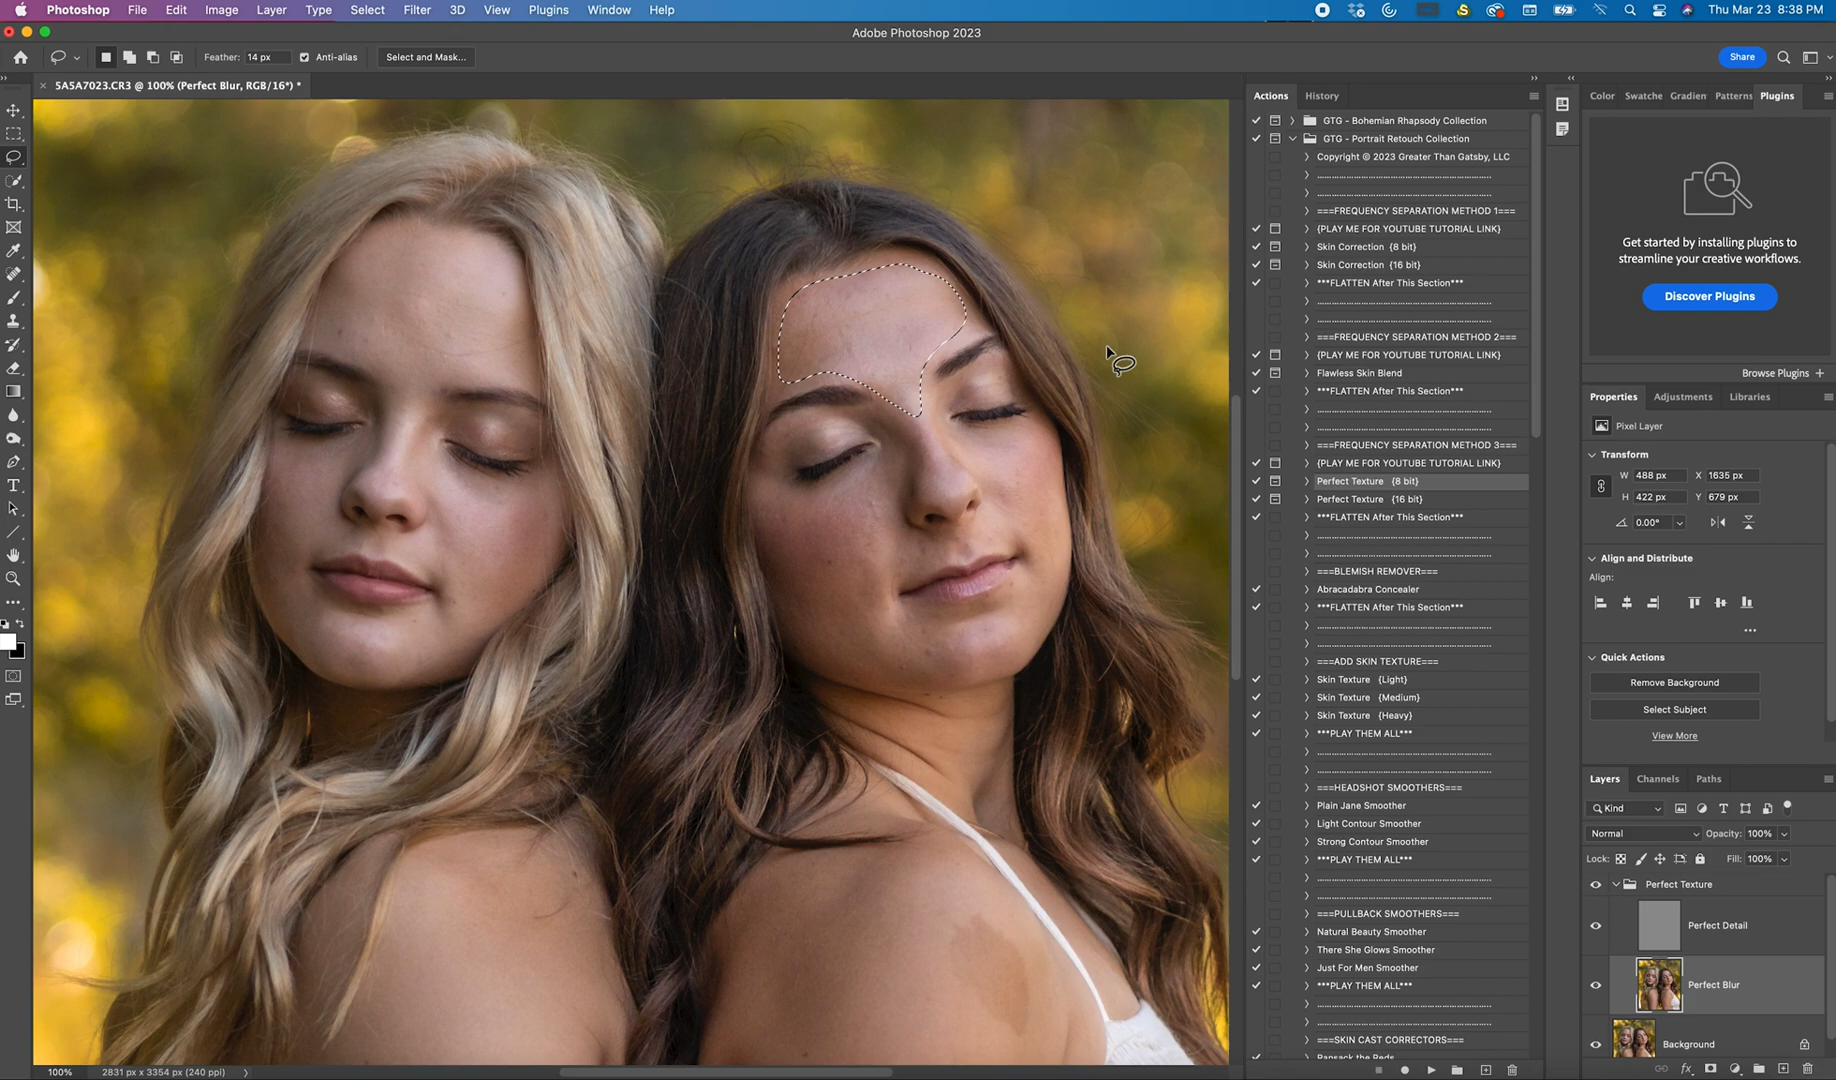 Photoshop File Edit Image Layer Type Select Filter 3D View Plugins Window Help Thu Mar 23 8:38 PM
Adobe Photoshop 2023
Feather: 14 px Anti-alias Select and Mask... Share
5A5A7023.CR3 @ 100% (Perfect Blur, RGB/16*) *
Actions History
GTG - Bohemian Rhapsody Collection
GTG - Portrait Retouch Collection
Copyright © 2023 Greater Than Gatsby, LLC
===FREQUENCY SEPARATION METHOD 1===
{PLAY ME FOR YOUTUBE TUTORIAL LINK}
Skin Correction {8 bit}
Skin Correction {16 bit}
***FLATTEN After This Section***
===FREQUENCY SEPARATION METHOD 2===
{PLAY ME FOR YOUTUBE TUTORIAL LINK}
Flawless Skin Blend
***FLATTEN After This Section***
===FREQUENCY SEPARATION METHOD 3===
{PLAY ME FOR YOUTUBE TUTORIAL LINK}
Perfect Texture {8 bit}
Perfect Texture {16 bit}
***FLATTEN After This Section***
===BLEMISH REMOVER===
Abracadabra Concealer
***FLATTEN After This Section***
===ADD SKIN TEXTURE===
Skin Texture {Light}
Skin Texture {Medium}
Skin Texture {Heavy}
***PLAY THEM ALL***
===HEADSHOT SMOOTHERS===
Plain Jane Smoother
Light Contour Smoother
Strong Contour Smoother
***PLAY THEM ALL***
===PULLBACK SMOOTHERS===
Natural Beauty Smoother
There She Glows Smoother
Just For Men Smoother
***PLAY THEM ALL***
===SKIN CAST CORRECTORS===
Ransack the Reds
Color Swatche Gradien Patterns Plugins
Get started by installing plugins to
streamline your creative workflows.
Discover Plugins
Browse Plugins +
Properties Adjustments Libraries
Pixel Layer
Transform
W 488 px X 1635 px
H 422 px Y 679 px
0.00°
Align and Distribute
Align:
Quick Actions
Remove Background
Select Subject
View More
Layers Channels Paths
Kind
Normal Opacity: 100%
Lock: Fill: 100%
Perfect Texture
Perfect Detail
Perfect Blur
Background
100% 2831 px x 3354 px (240 ppi)